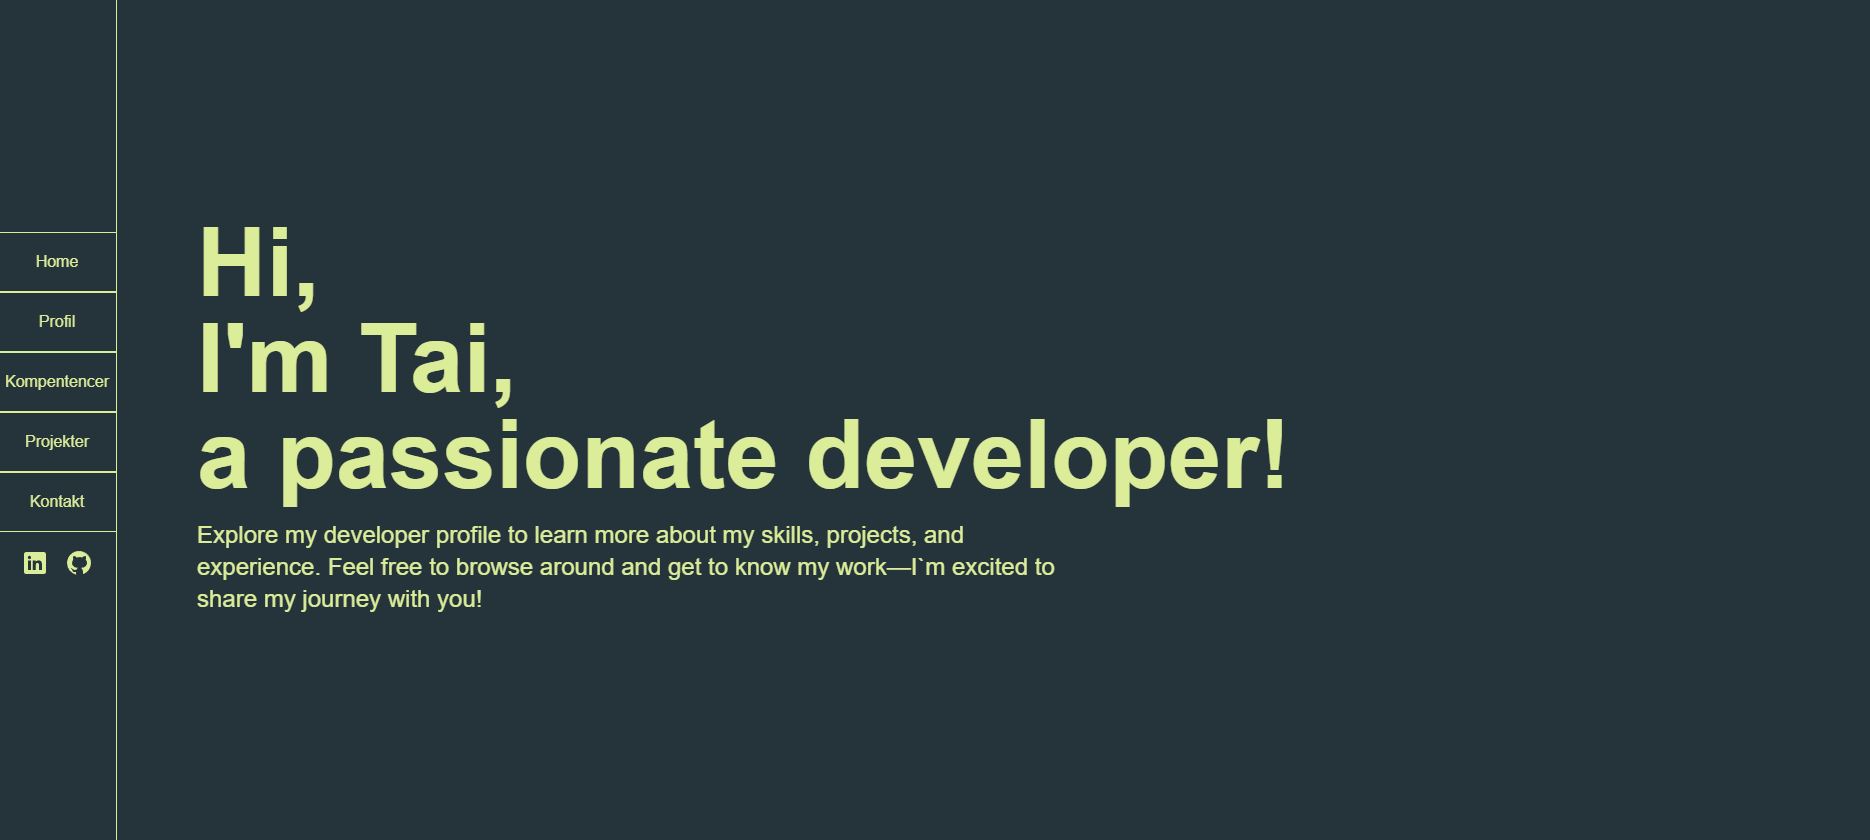 Home
Profil
Kompentencer
Projekter
Kontakt
Hi,
I'm Tai,
a passionate developer!
Explore my developer profile to learn more about my skills, projects, and
experience. Feel free to browse around and get to know my work—I`m excited to
share my journey with you!